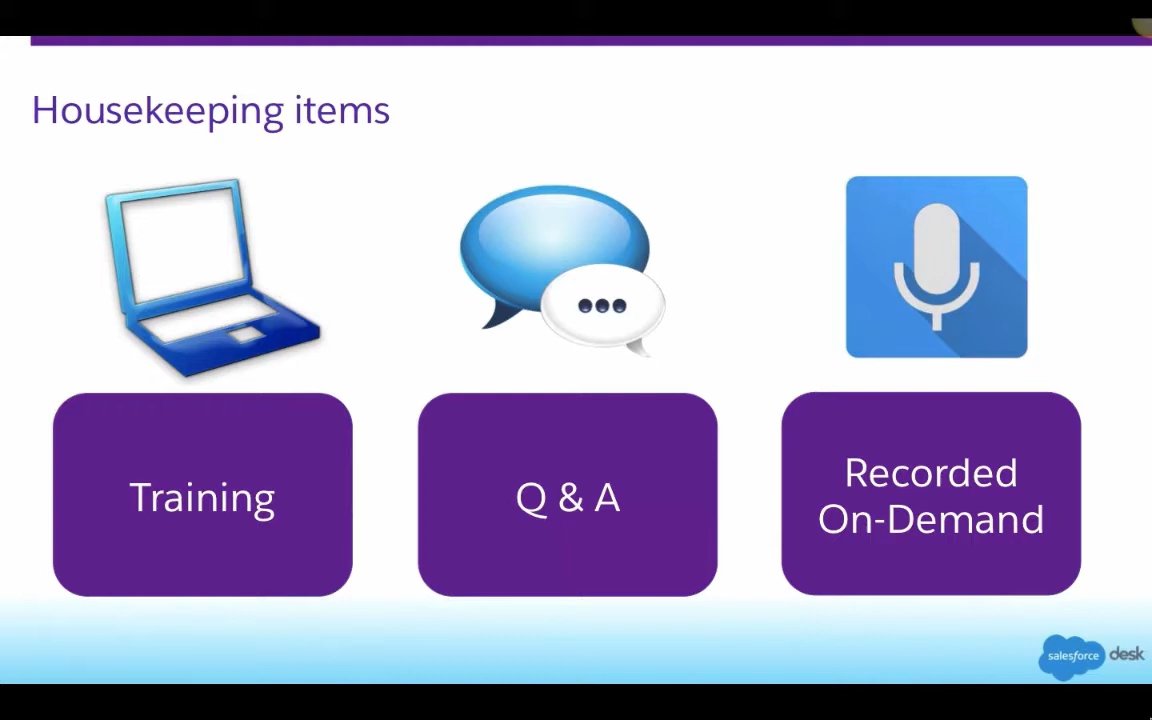 Housekeeping items
Training
Q & A
Recorded
On-Demand
salesforce desk